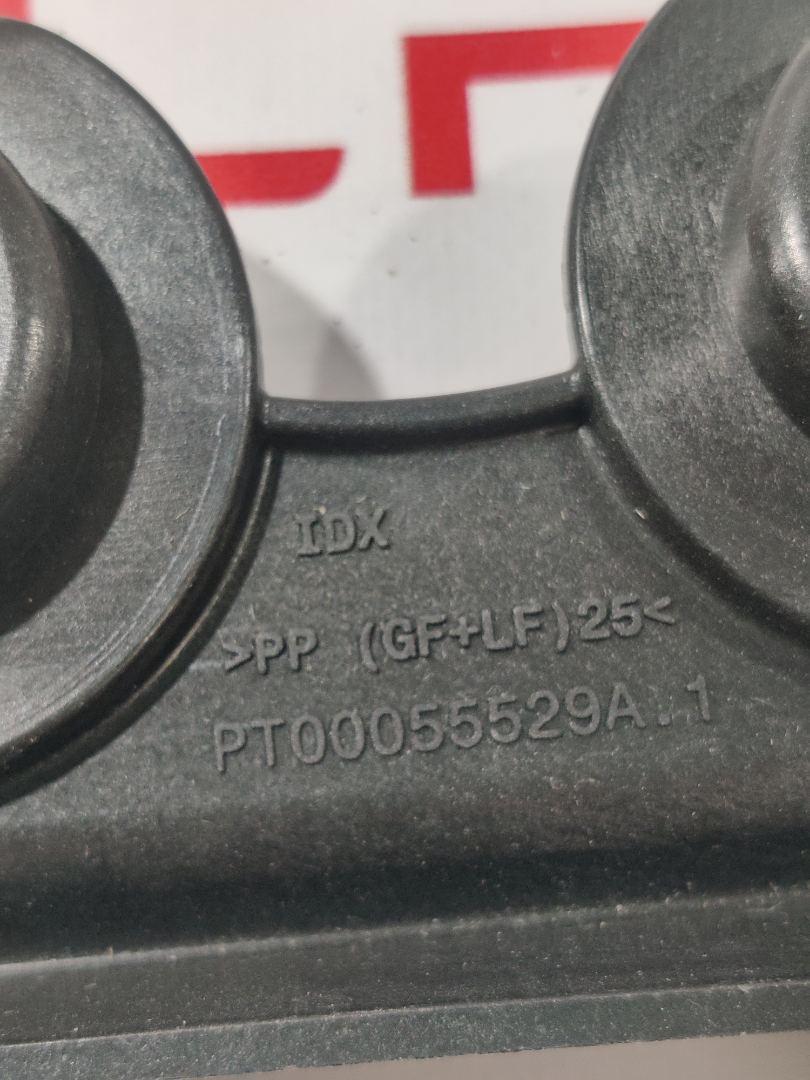 IDX
>PP (GF+LF)25<
PT00055529A.1